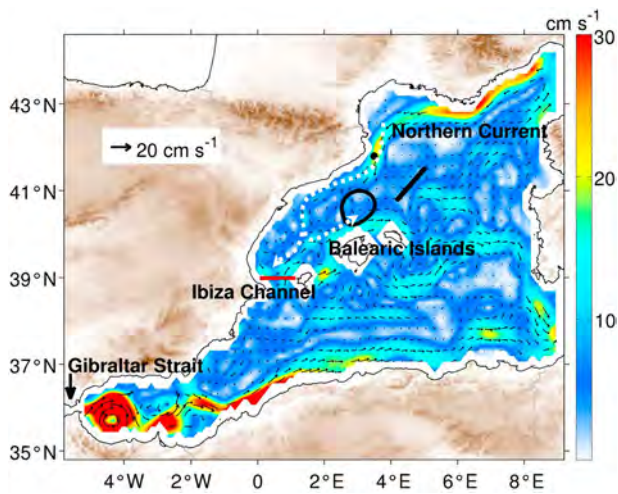 cm s-1
30
43°N
Northern Current
20 cm s-1
20
41°N
Balearic Islands
39°N
Ibiza Channel
10
37°N
Gibraltar Strait
35°N
4°W 2°W 0 2°E 4°E 6°E 8°E